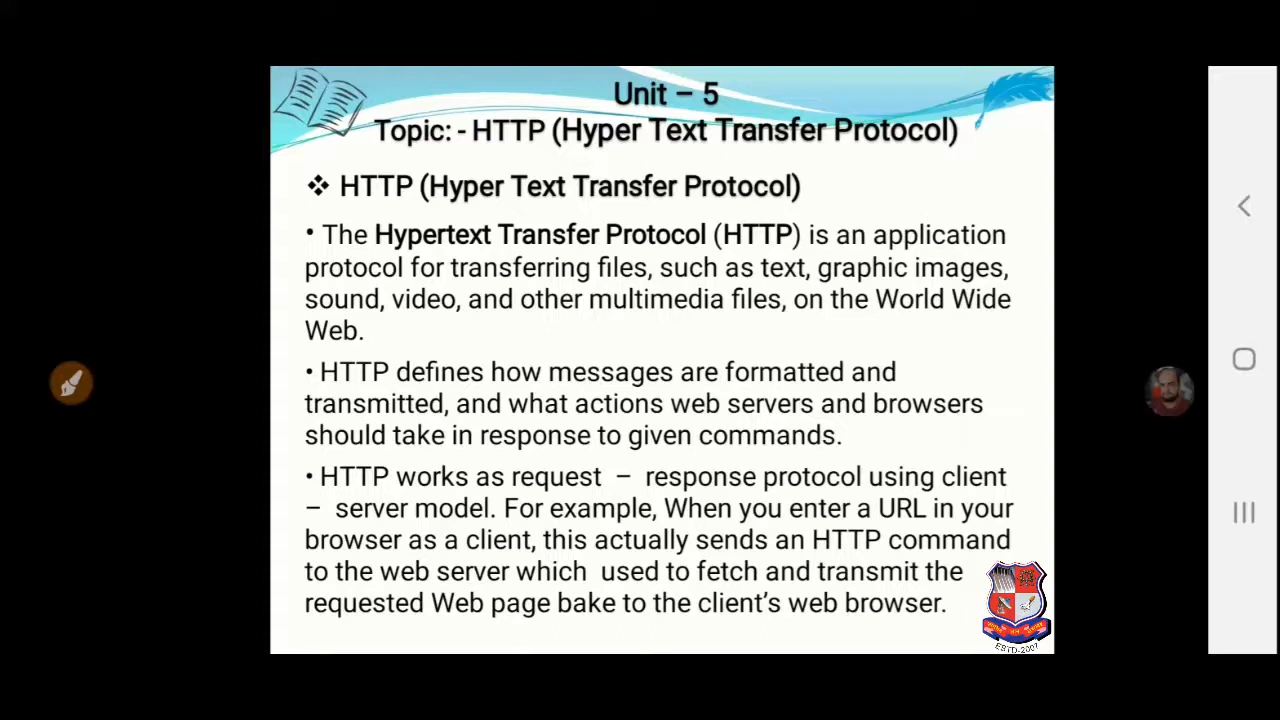 Unit – 5
Topic: - HTTP (Hyper Text Transfer Protocol)
❖ HTTP (Hyper Text Transfer Protocol)
• The Hypertext Transfer Protocol (HTTP) is an application
protocol for transferring files, such as text, graphic images,
sound, video, and other multimedia files, on the World Wide
Web.
• HTTP defines how messages are formatted and
transmitted, and what actions web servers and browsers
should take in response to given commands.
• HTTP works as request – response protocol using client
– server model. For example, When you enter a URL in your
browser as a client, this actually sends an HTTP command
to the web server which used to fetch and transmit the
requested Web page bake to the client's web browser.
ESTD-2007